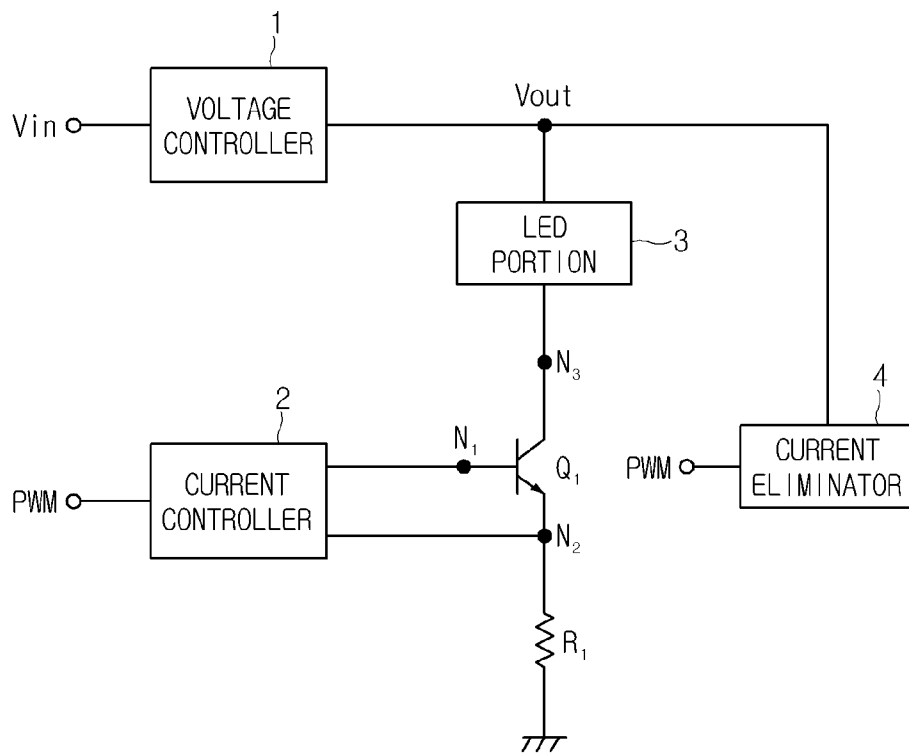 1
VOLTAGE
CONTROLLER
Vin
Vout
LED
PORTION
3
N₃
4
2
N₁
Q₁
CURRENT
CONTROLLER
PWM
PWM
CURRENT
ELIMINATOR
N₂
R₁